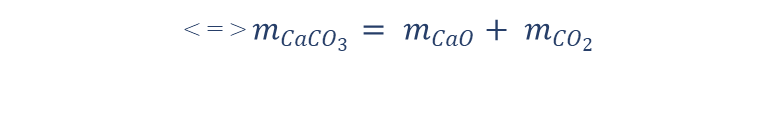 <=> m_{CaCO_3} = m_{CaO} + m_{CO_2}